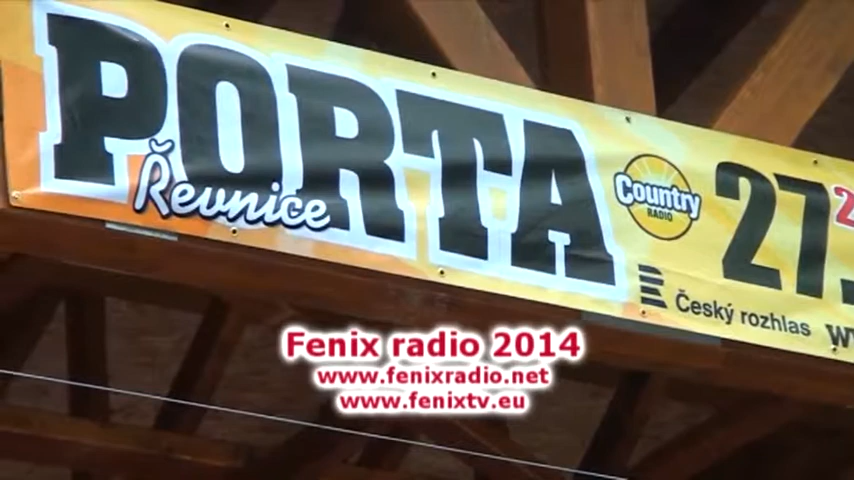 PORTA
Řevnice
Country
RADIO
27.
Český rozhlas
Fenix radio 2014
www.fenixradio.net
www.fenixtv.eu